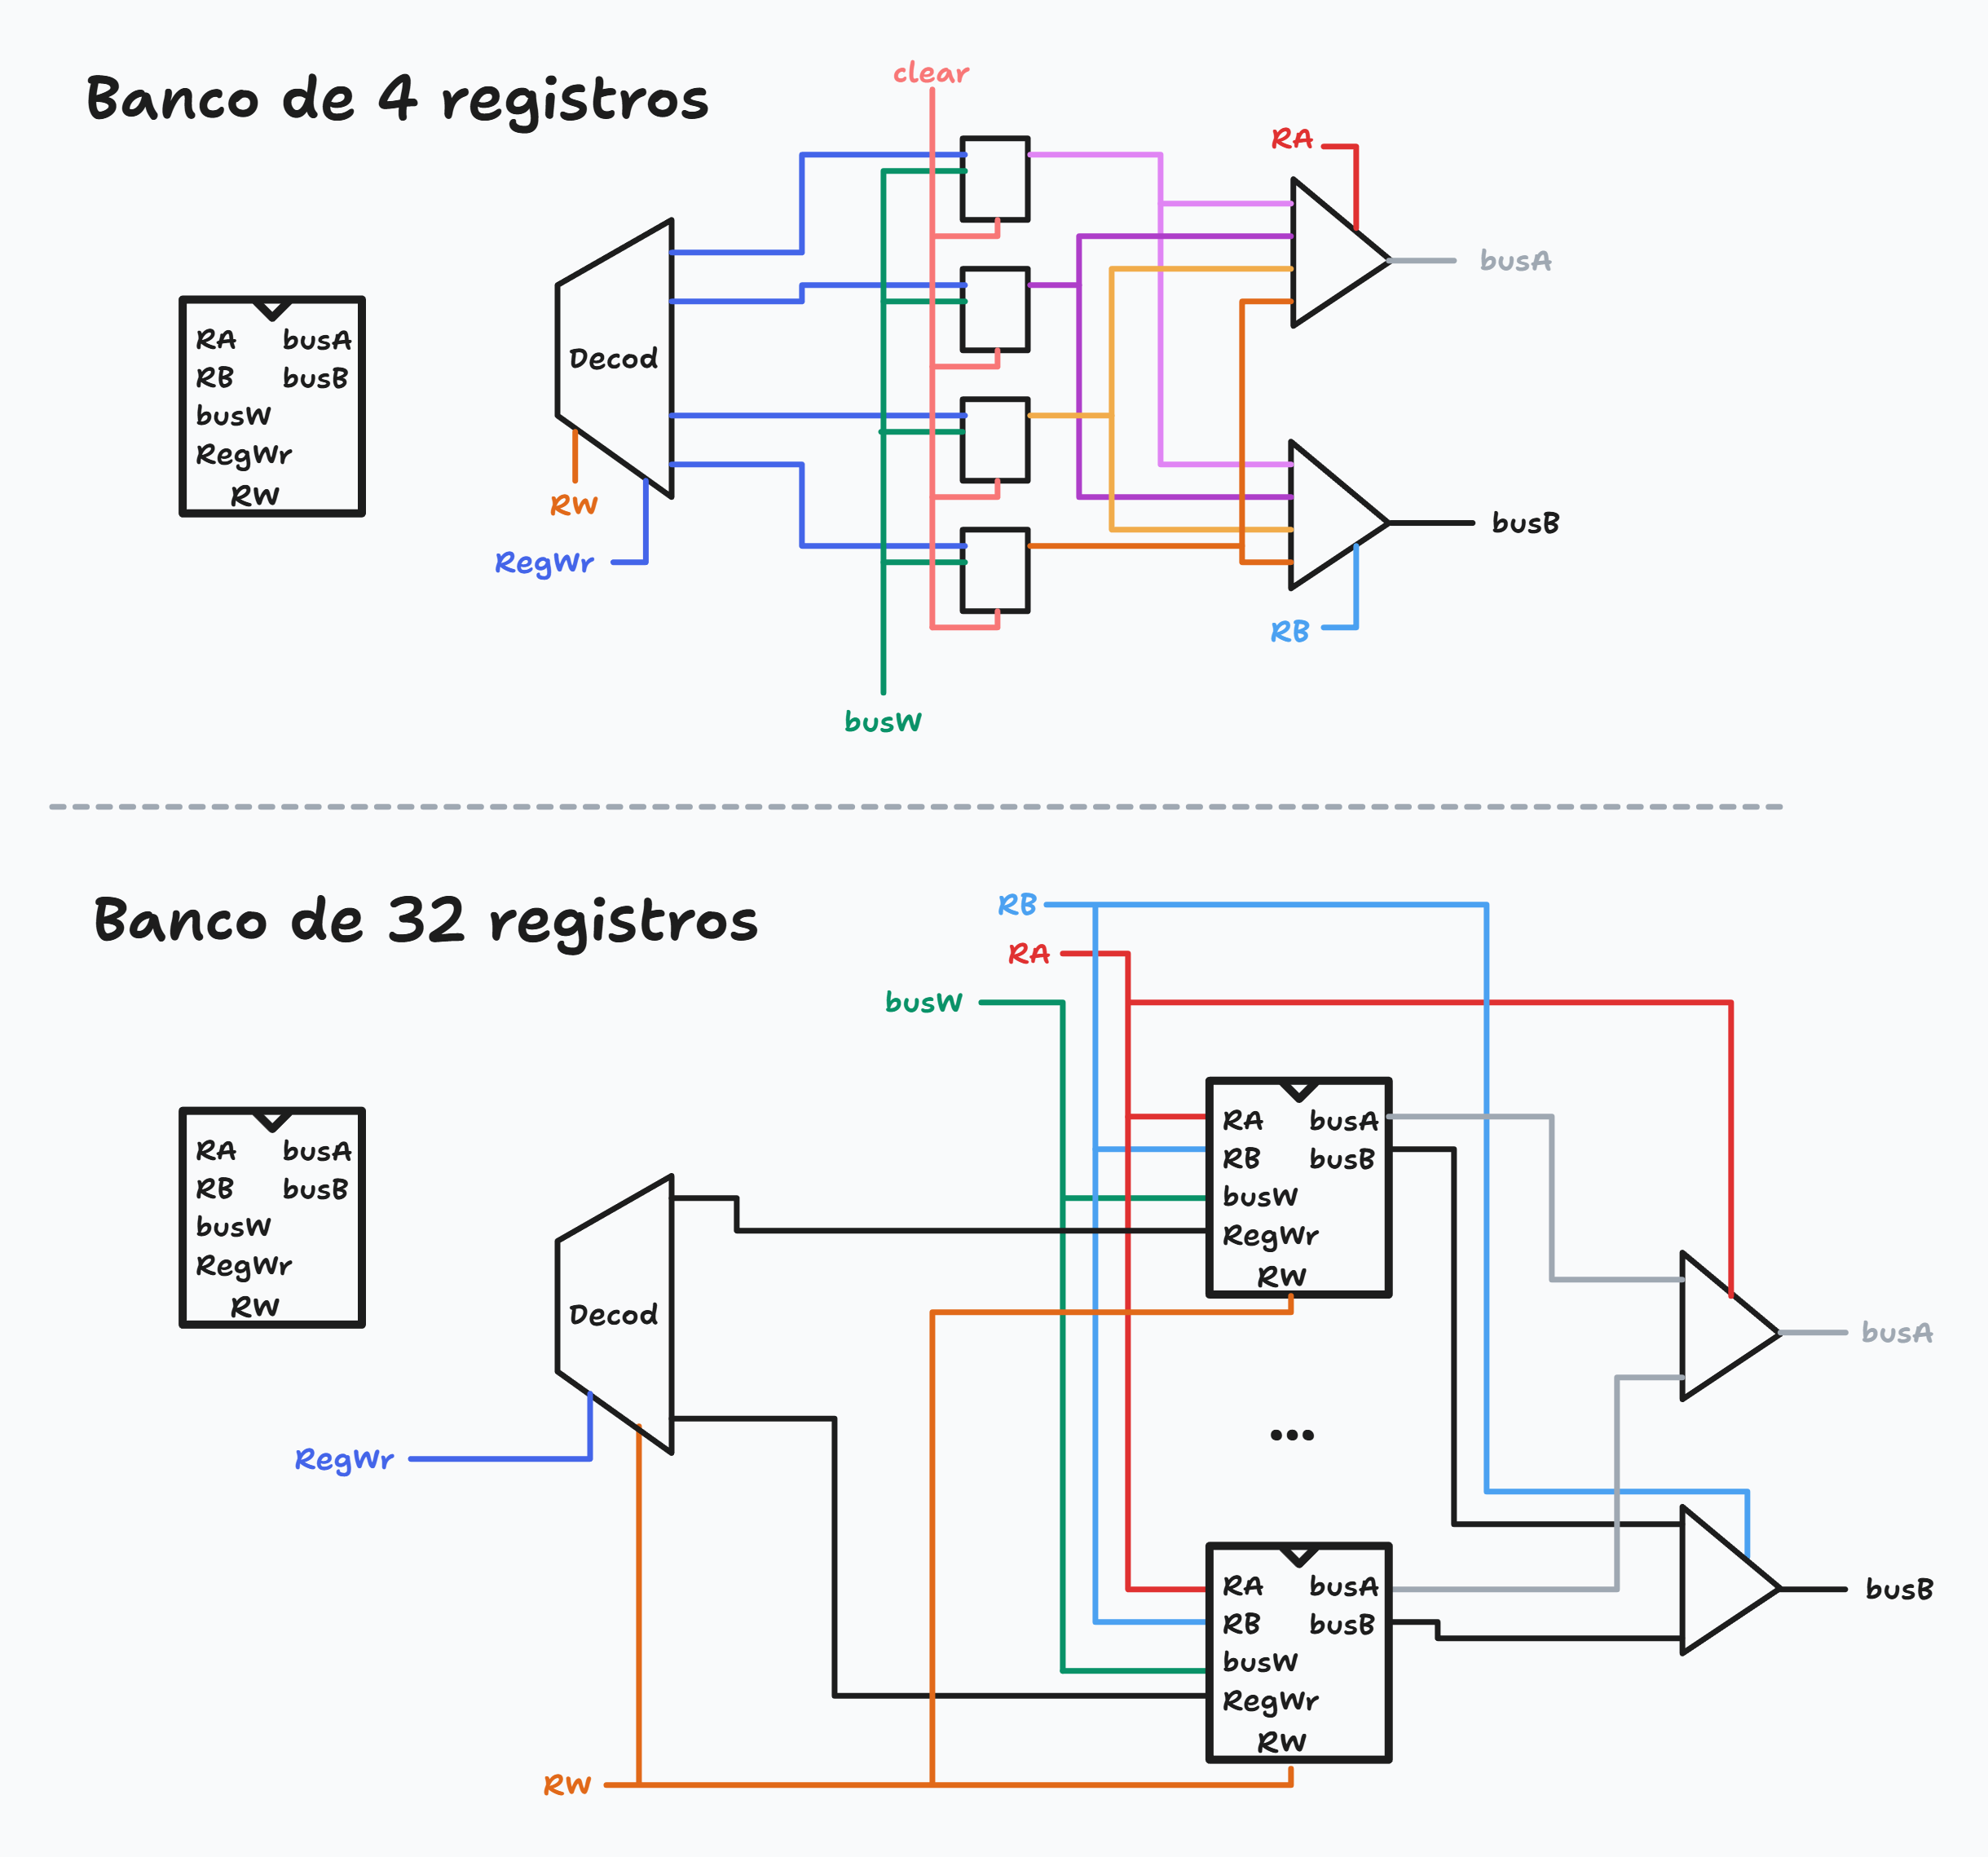 Banco de 4 registros
clear
RA
busA
RA busA
RB busB
busW
RegWr
RW
Decod
RW
RegWr
busB
RB
busW
Banco de 32 registros
RB
RA
busW
RA busA
RB busB
busW
RegWr
RW
Decod
RegWr
RW
RA busA
RB busB
busW
RegWr
RW
...
RA busA
RB busB
busW
RegWr
RW
busA
busB